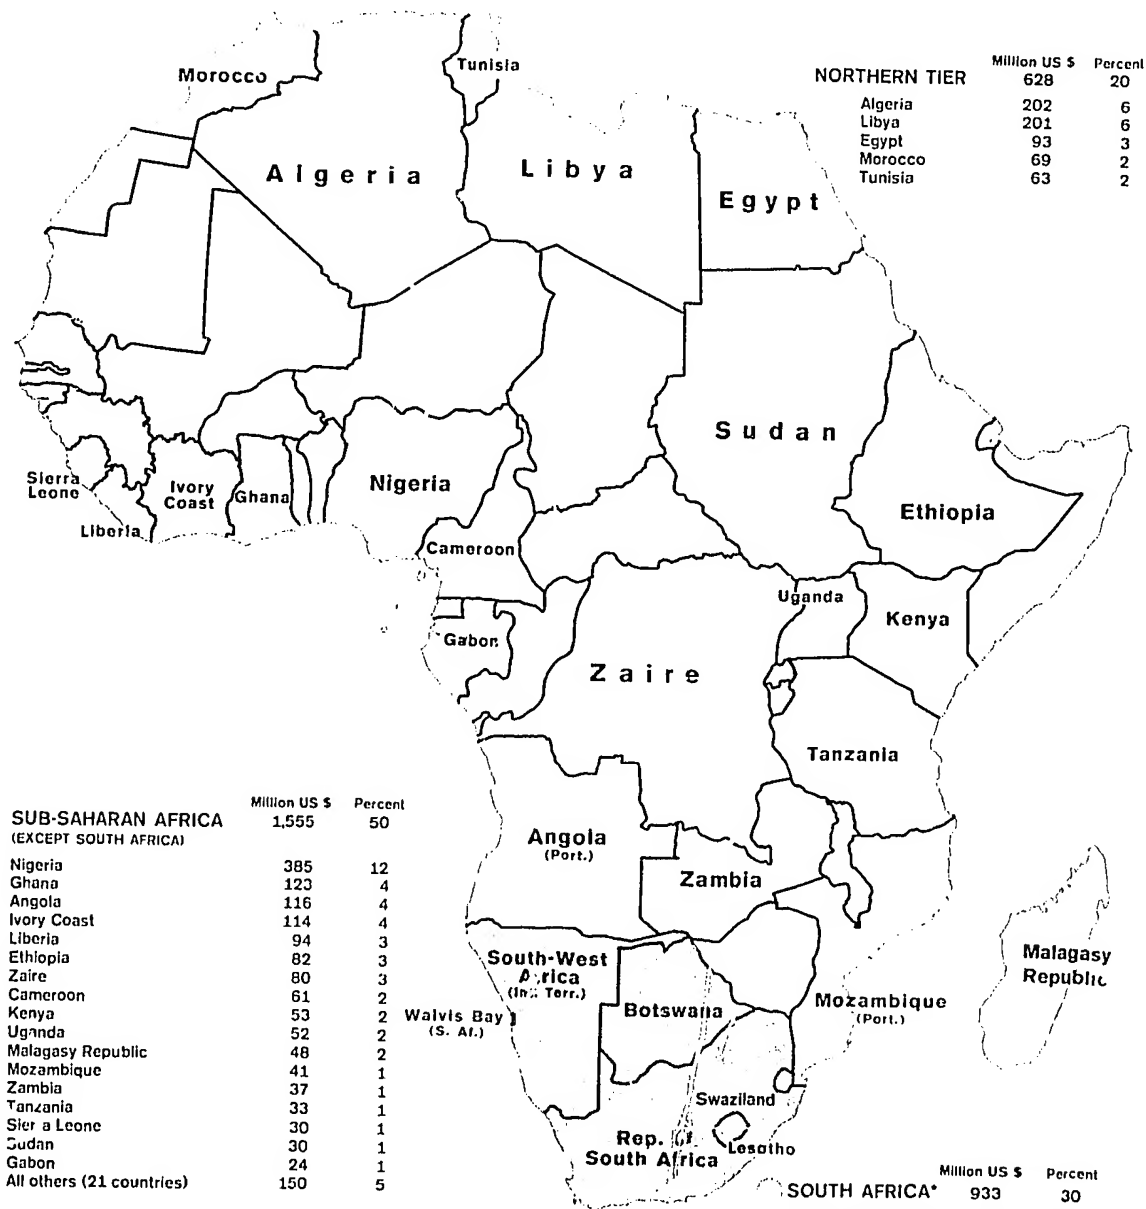 Million US $ Percent
NORTHERN TIER 628 20
Algeria 202 6
Libya 201 6
Egypt 93 3
Morocco 69 2
Tunisia 63 2
Morocco
Tunisia
Algeria
Libya
Egypt
Sudan
Sierra
Leone
Ivory
Coast
Ghana
Nigeria
Liberia
Ethiopia
Cameroon
Uganda
Kenya
Gabon
Zaire
Tanzania
Angola
(Port.)
Zambia
Malagasy
Republic
South-West
Africa
(Int. Terr.)
Botswana
Mozambique
(Port.)
Walvis Bay
(S. Af.)
Swaziland
Rep. of
South Africa
Lesotho
Million US $ Percent
SUB-SAHARAN AFRICA 1,555 50
(EXCEPT SOUTH AFRICA)
Nigeria 385 12
Ghana 123 4
Angola 116 4
Ivory Coast 114 4
Liberia 94 3
Ethiopia 82 3
Zaire 80 3
Cameroon 61 2
Kenya 53 2
Uganda 52 2
Malagasy Republic 48 2
Mozambique 41 1
Zambia 37 1
Tanzania 33 1
Sierra Leone 30 1
Sudan 30 1
Gabon 24 1
All others (21 countries) 150 5
Million US $ Percent
SOUTH AFRICA* 933 30